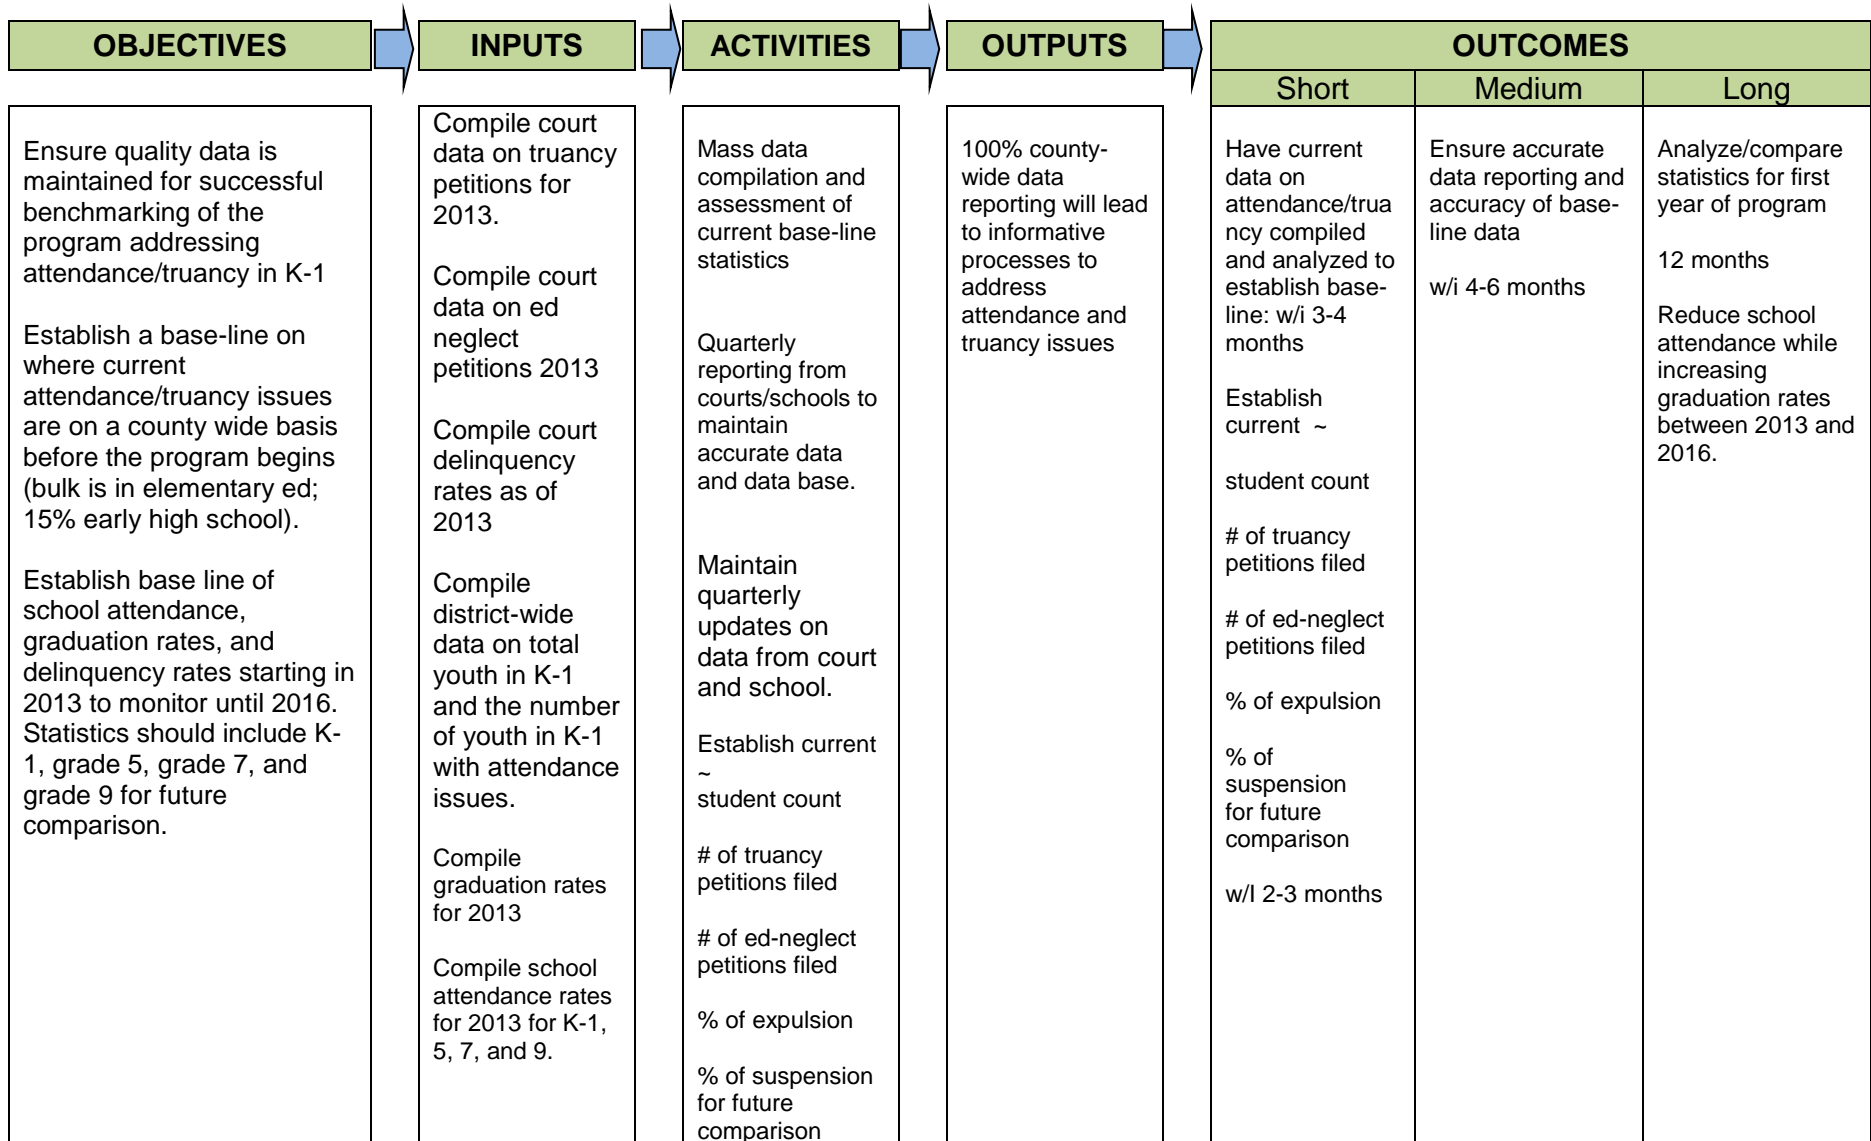 OBJECTIVES
INPUTS
ACTIVITIES
OUTPUTS
OUTCOMES
Short
Medium
Long
Ensure quality data is
maintained for successful
benchmarking of the
program addressing
attendance/truancy in K-1
Establish a base-line on
where current
attendance/truancy issues
are on a county wide basis
before the program begins
(bulk is in elementary ed;
15% early high school).
Establish base line of
school attendance,
graduation rates, and
delinquency rates starting in
2013 to monitor until 2016.
Statistics should include K-
1, grade 5, grade 7, and
grade 9 for future
comparison.
Compile court
data on truancy
petitions for
2013.
Compile court
data on ed
neglect
petitions 2013
Compile court
delinquency
rates as of
2013
Compile
district-wide
data on total
youth in K-1
and the number
of youth in K-1
with attendance
issues.
Compile
graduation rates
for 2013
Compile school
attendance rates
for 2013 for K-1,
5, 7, and 9.
Mass data
compilation and
assessment of
current base-line
statistics
Quarterly
reporting from
courts/schools to
maintain
accurate data
and data base.
Maintain
quarterly
updates on
data from court
and school.
Establish current
~
student count
# of truancy
petitions filed
# of ed-neglect
petitions filed
% of expulsion
% of suspension
for future
comparison
100% county-
wide data
reporting will lead
to informative
processes to
address
attendance and
truancy issues
Have current
data on
attendance/trua
ncy compiled
and analyzed to
establish base-
line: w/i 3-4
months
Establish
current ~
student count
# of truancy
petitions filed
# of ed-neglect
petitions filed
% of expulsion
% of
suspension
for future
comparison
w/I 2-3 months
Ensure accurate
data reporting and
accuracy of base-
line data
w/i 4-6 months
Analyze/compare
statistics for first
year of program
12 months
Reduce school
attendance while
increasing
graduation rates
between 2013 and
2016.